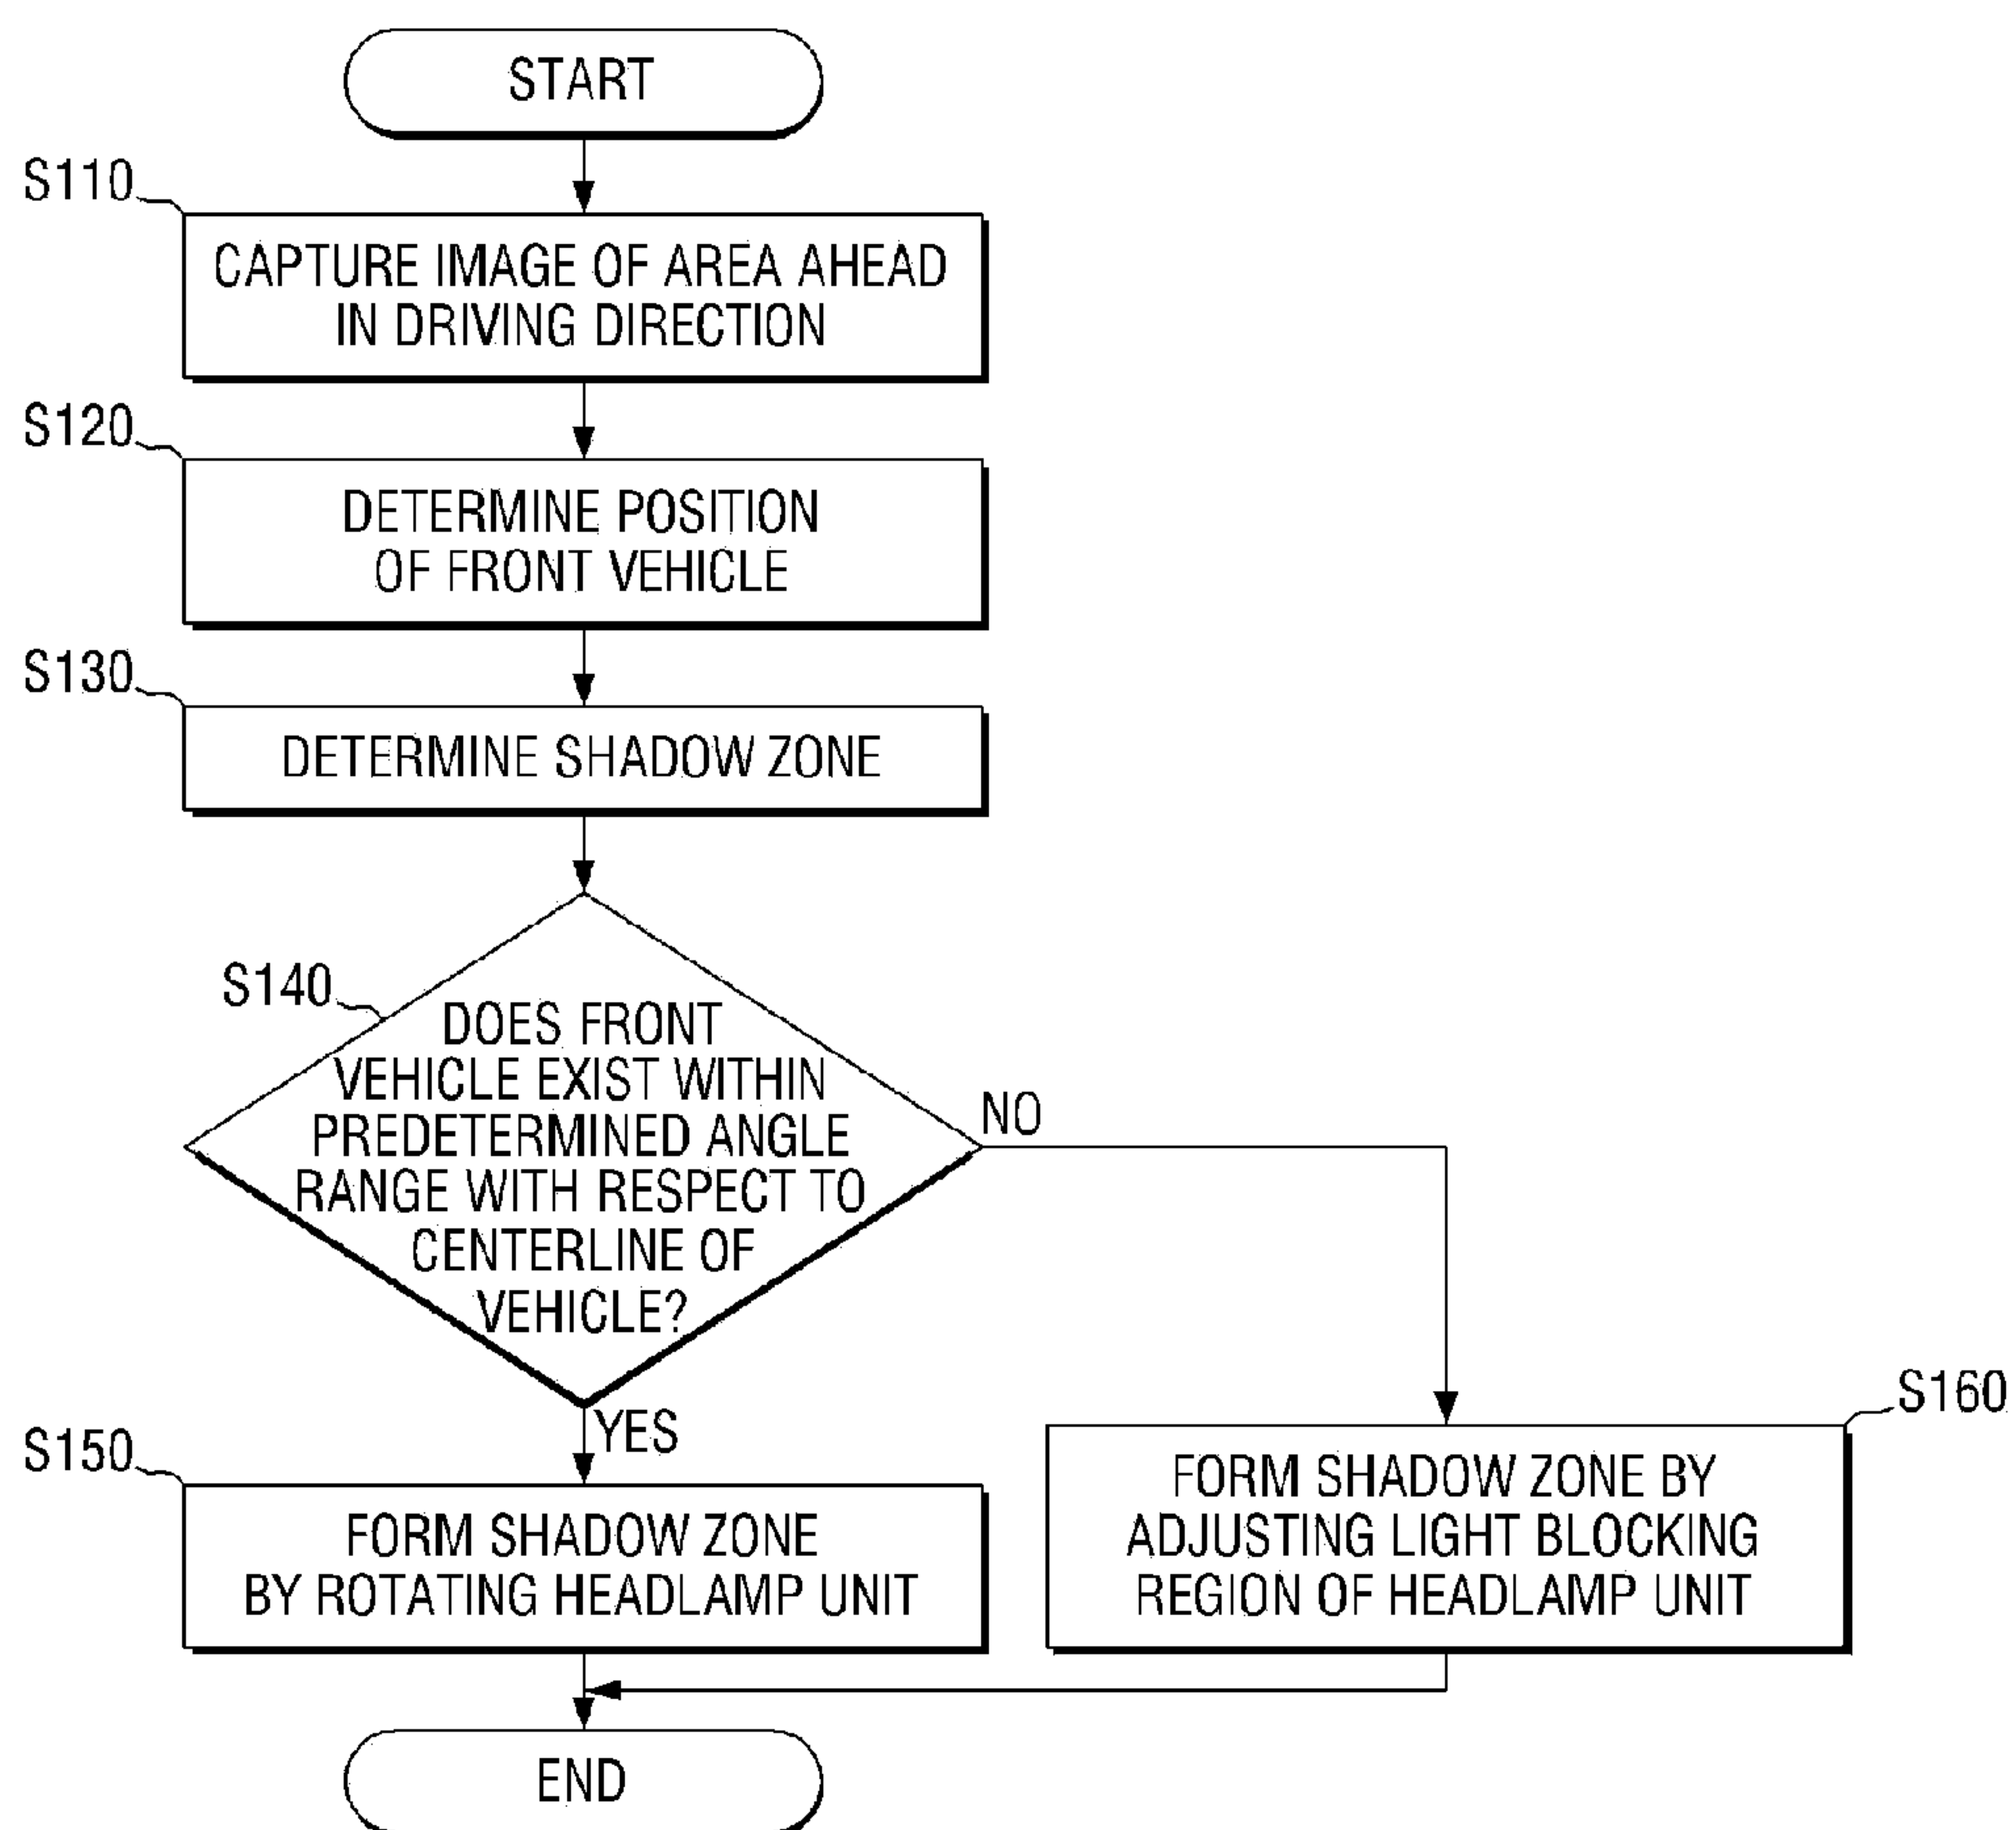 START
S110
CAPTURE IMAGE OF AREA AHEAD
IN DRIVING DIRECTION
S120
DETERMINE POSITION
OF FRONT VEHICLE
S130
DETERMINE SHADOW ZONE
S140
DOES FRONT
VEHICLE EXIST WITHIN
PREDETERMINED ANGLE
RANGE WITH RESPECT TO
CENTERLINE OF
VEHICLE?
NO
YES
S150
FORM SHADOW ZONE
BY ROTATING HEADLAMP UNIT
S160
FORM SHADOW ZONE BY
ADJUSTING LIGHT BLOCKING
REGION OF HEADLAMP UNIT
END